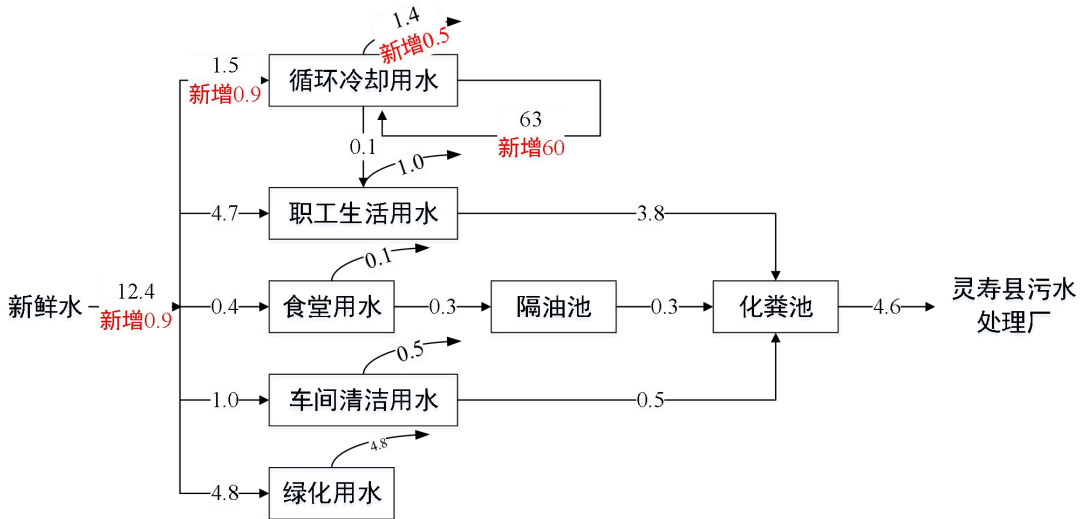 1.4
新增0.5
1.5
新增0.9
循环冷却用水
63
新增60
0.1
1.0
4.7
职工生活用水
3.8
0.1
新鲜水
12.4
新增0.9
0.4
食堂用水
0.3
隔油池
0.3
化粪池
4.6
灵寿县污水
处理厂
0.5
1.0
车间清洁用水
0.5
4.8
4.8
绿化用水